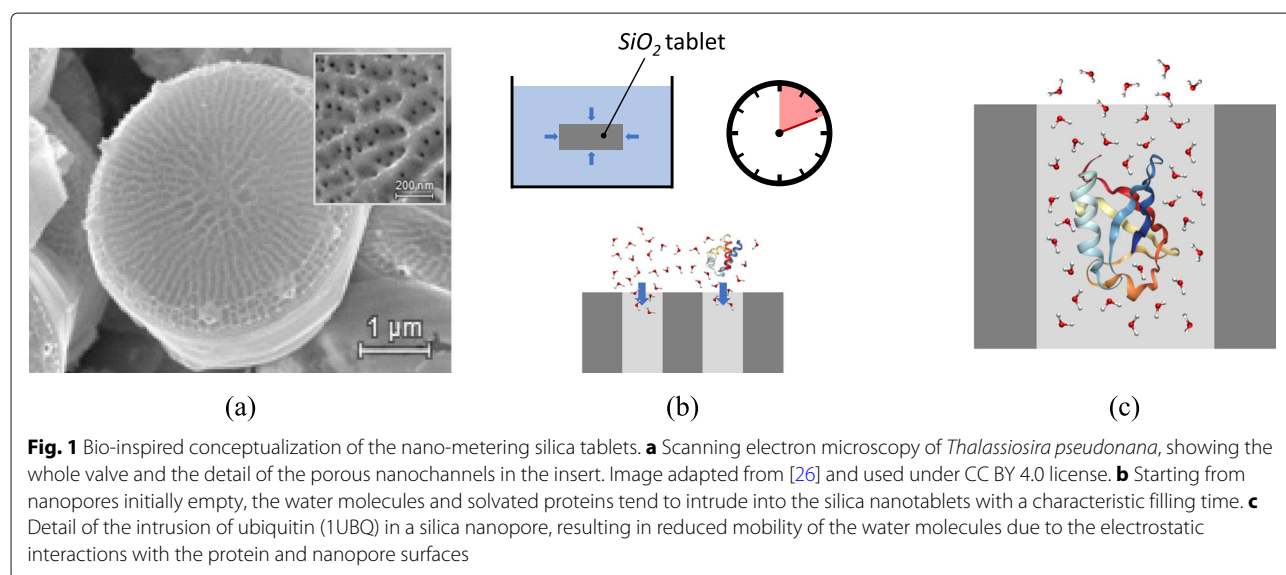 SiO2 tablet
200 nm
1 µm
(a)
(b)
(c)
Fig. 1 Bio-inspired conceptualization of the nano-metering silica tablets. a Scanning electron microscopy of Thalassiosira pseudonana, showing the
whole valve and the detail of the porous nanochannels in the insert. Image adapted from [26] and used under CC BY 4.0 license. b Starting from
nanopores initially empty, the water molecules and solvated proteins tend to intrude into the silica nanotablets with a characteristic filling time. c
Detail of the intrusion of ubiquitin (1UBQ) in a silica nanopore, resulting in reduced mobility of the water molecules due to the electrostatic
interactions with the protein and nanopore surfaces